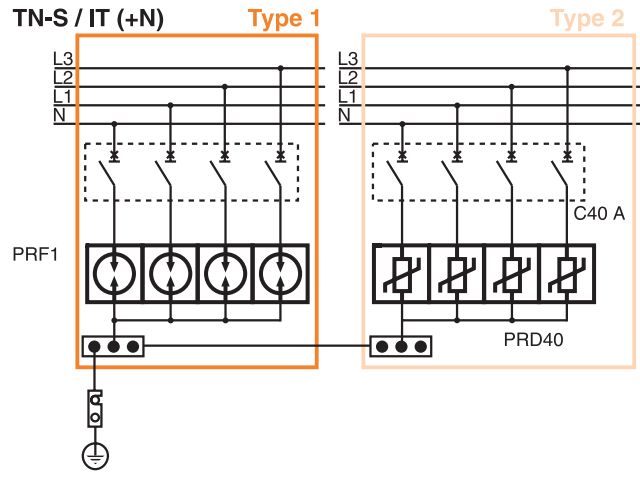 TN-S / IT (+N)
Type 1
Type 2
L3
L2
L1
N
L3
L2
L1
N
C40 A
PRF1
PRD40